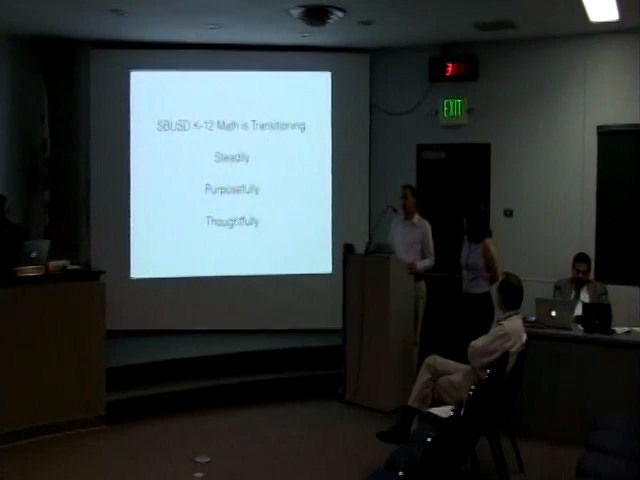 SBUSD K-12 Math is Transitioning
Steadily
Purposefully
Thoughtfully
EXIT